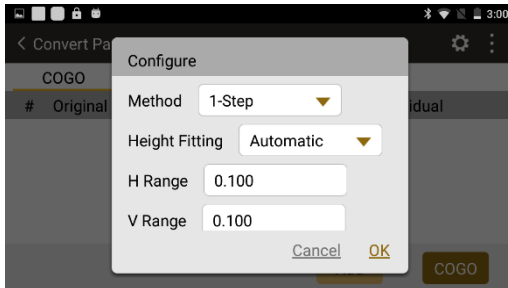 3:00
Convert Pa
COGO
# Original idual
Configure
Method 1-Step
Height Fitting Automatic
H Range 0.100
V Range 0.100
Cancel OK
COGO